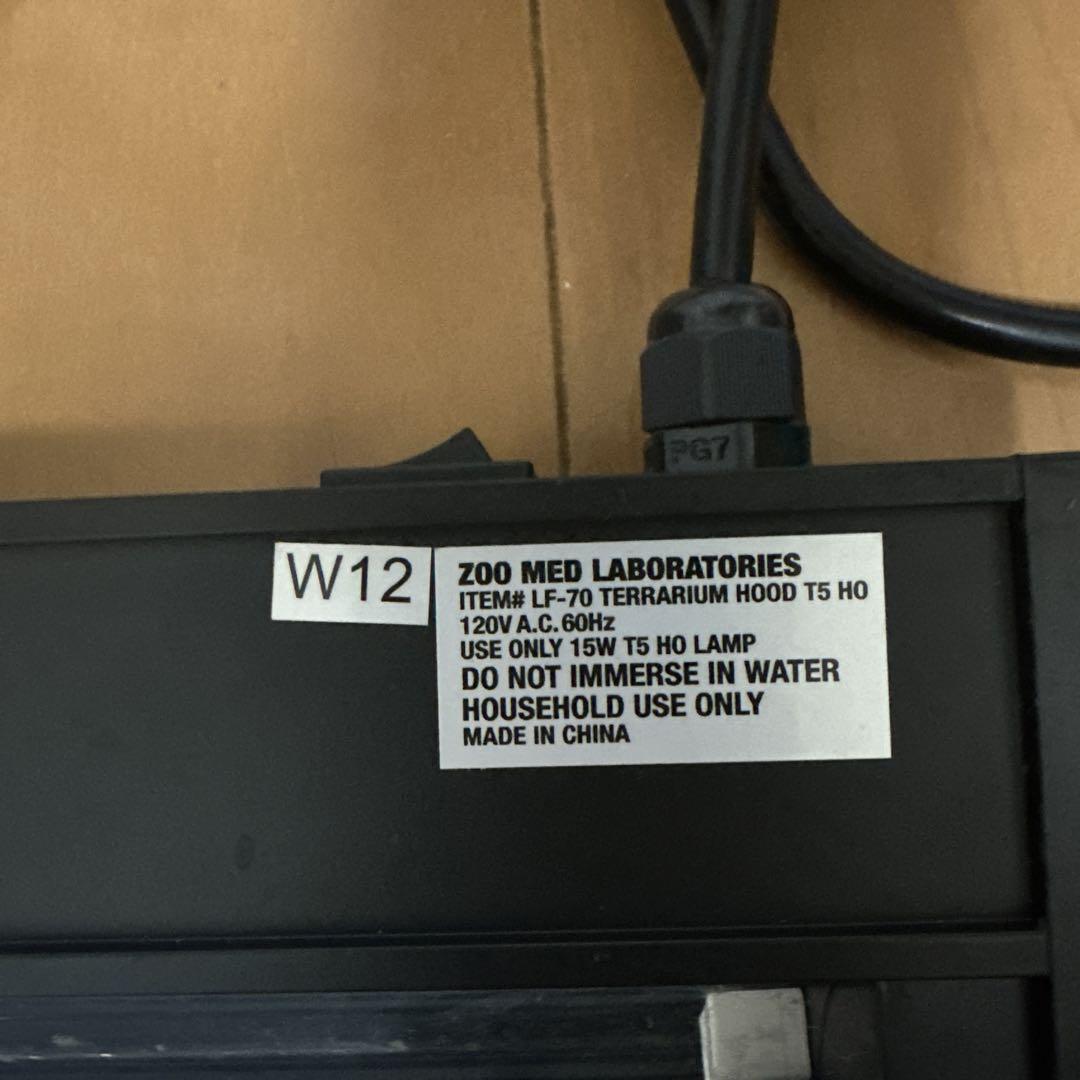 PG7
W12
ZOO MED LABORATORIES
ITEM# LF-70 TERRARIUM HOOD T5 HO
120V A.C. 60Hz
USE ONLY 15W T5 HO LAMP
DO NOT IMMERSE IN WATER
HOUSEHOLD USE ONLY
MADE IN CHINA